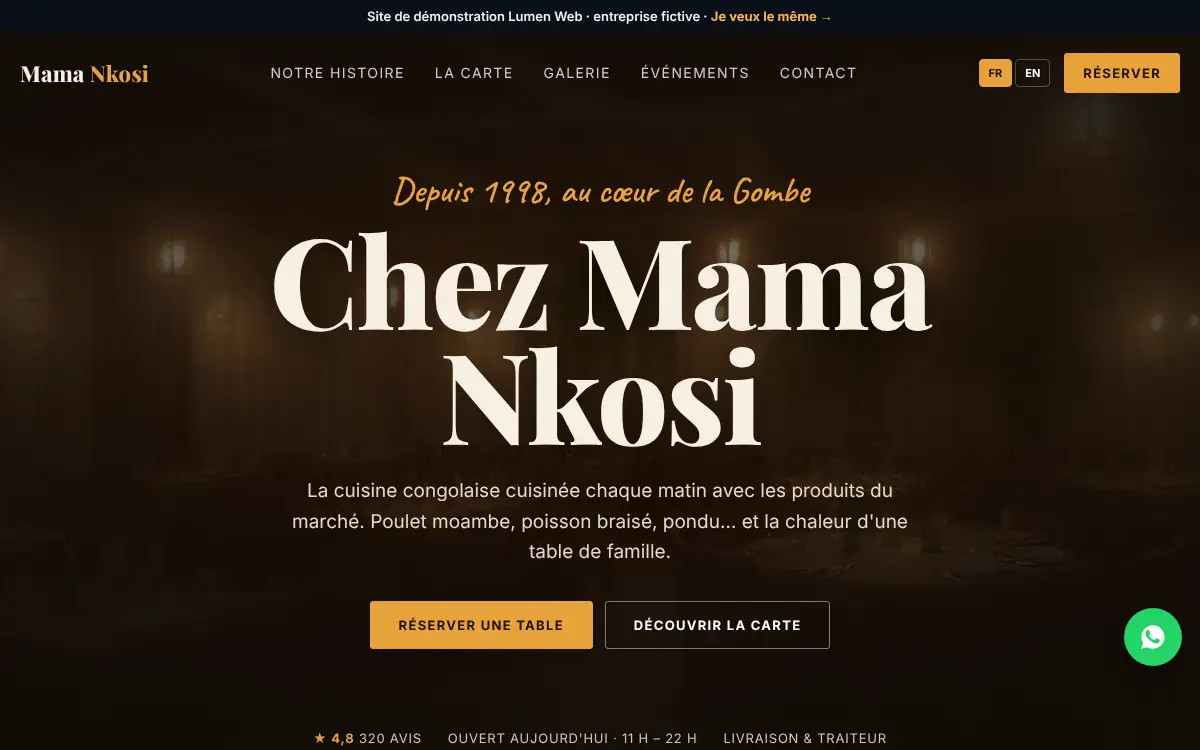 Site de démonstration Lumen Web · entreprise fictive · Je veux le même →
Mama Nkosi
NOTRE HISTOIRE
LA CARTE
GALERIE
ÉVÉNEMENTS
CONTACT
FR
EN
RÉSERVER
Depuis 1998, au cœur de la Gombe
Chez Mama
Nkosi
La cuisine congolaise cuisinée chaque matin avec les produits du
marché. Poulet moambe, poisson braisé, pondu... et la chaleur d'une
table de famille.
RÉSERVER UNE TABLE
DÉCOUVRIR LA CARTE
★ 4,8 320 AVIS
OUVERT AUJOURD'HUI · 11 H – 22 H
LIVRAISON & TRAITEUR